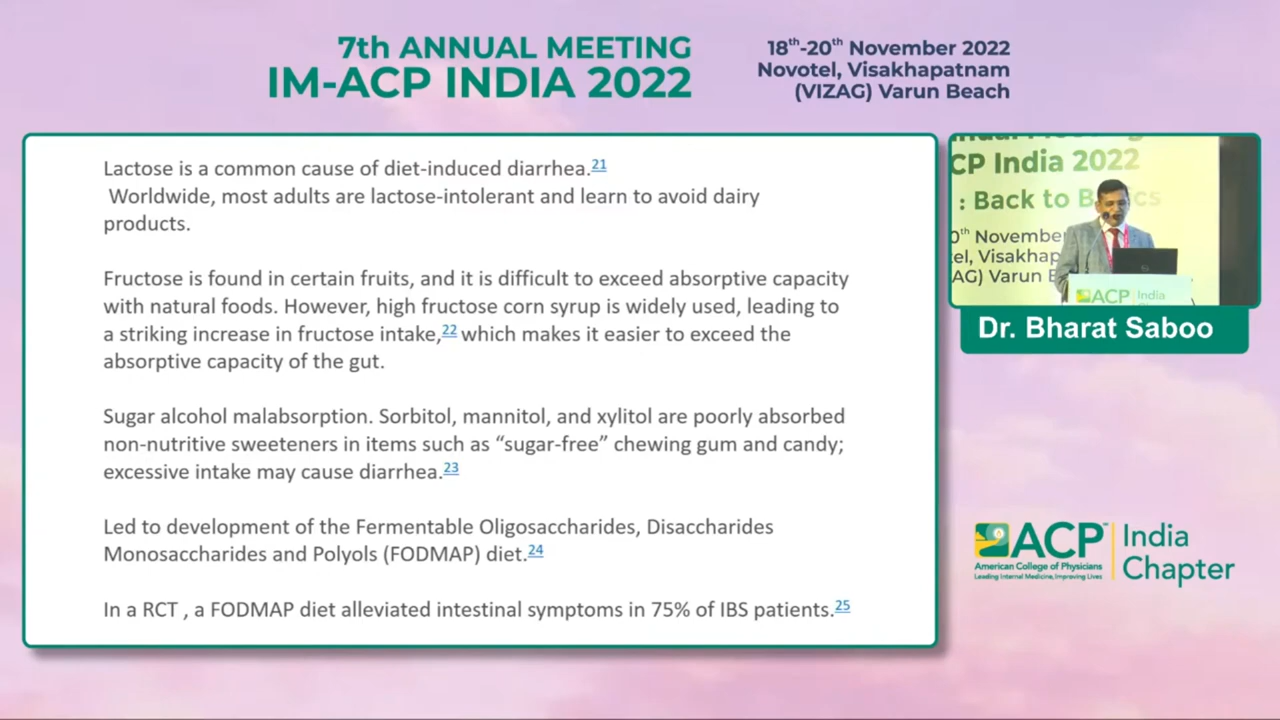 7th ANNUAL MEETING
IM-ACP INDIA 2022
18th-20th November 2022
Novotel, Visakhapatnam
(VIZAG) Varun Beach
Lactose is a common cause of diet-induced diarrhea.21
Worldwide, most adults are lactose-intolerant and learn to avoid dairy
products.
Fructose is found in certain fruits, and it is difficult to exceed absorptive capacity
with natural foods. However, high fructose corn syrup is widely used, leading to
a striking increase in fructose intake,22 which makes it easier to exceed the
absorptive capacity of the gut.
Sugar alcohol malabsorption. Sorbitol, mannitol, and xylitol are poorly absorbed
non-nutritive sweeteners in items such as “sugar-free” chewing gum and candy;
excessive intake may cause diarrhea.23
Led to development of the Fermentable Oligosaccharides, Disaccharides
Monosaccharides and Polyols (FODMAP) diet.24
In a RCT , a FODMAP diet alleviated intestinal symptoms in 75% of IBS patients.25
CP India 2022
: Back to B cs
0th Novembe
el, Visakhap
AG) Varun B
ACP India
Dr. Bharat Saboo
ACP
American College of Physicians
Leading Internal Medicine, Improving Lives
India
Chapter